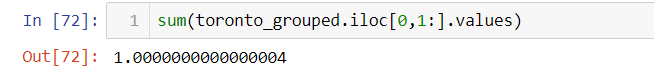 In [72]: 1 sum(toronto_grouped.iloc[0,1:].values)
Out[72]: 1.0000000000000004